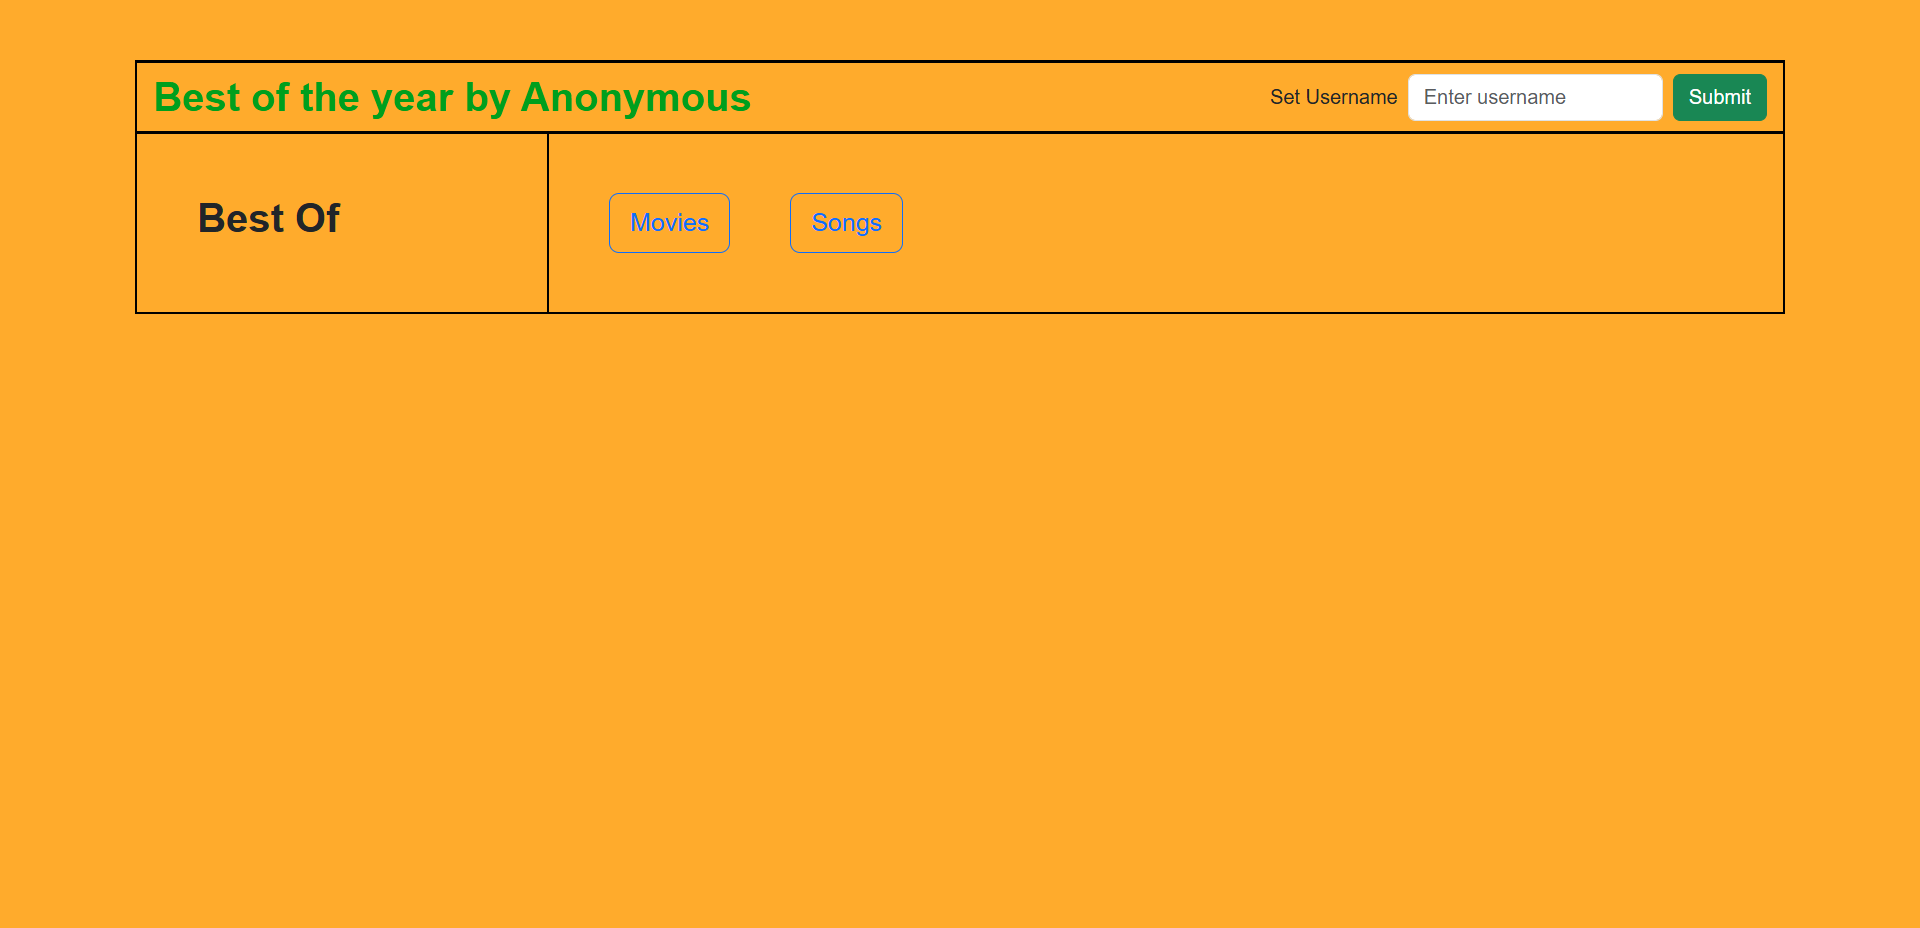 Best of the year by Anonymous
Set Username
Enter username
Submit
Best Of
Movies
Songs